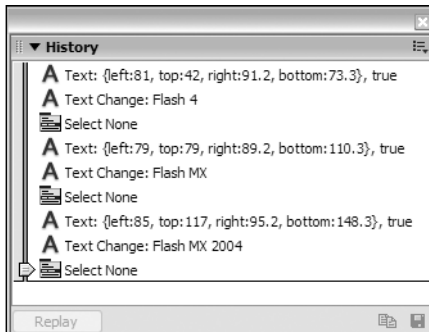 History
Text: {left:81, top:42, right:91.2, bottom:73.3}, true
Text Change: Flash 4
Select None
Text: {left:79, top:79, right:89.2, bottom:110.3}, true
Text Change: Flash MX
Select None
Text: {left:85, top:117, right:95.2, bottom:148.3}, true
Text Change: Flash MX 2004
Select None
Replay